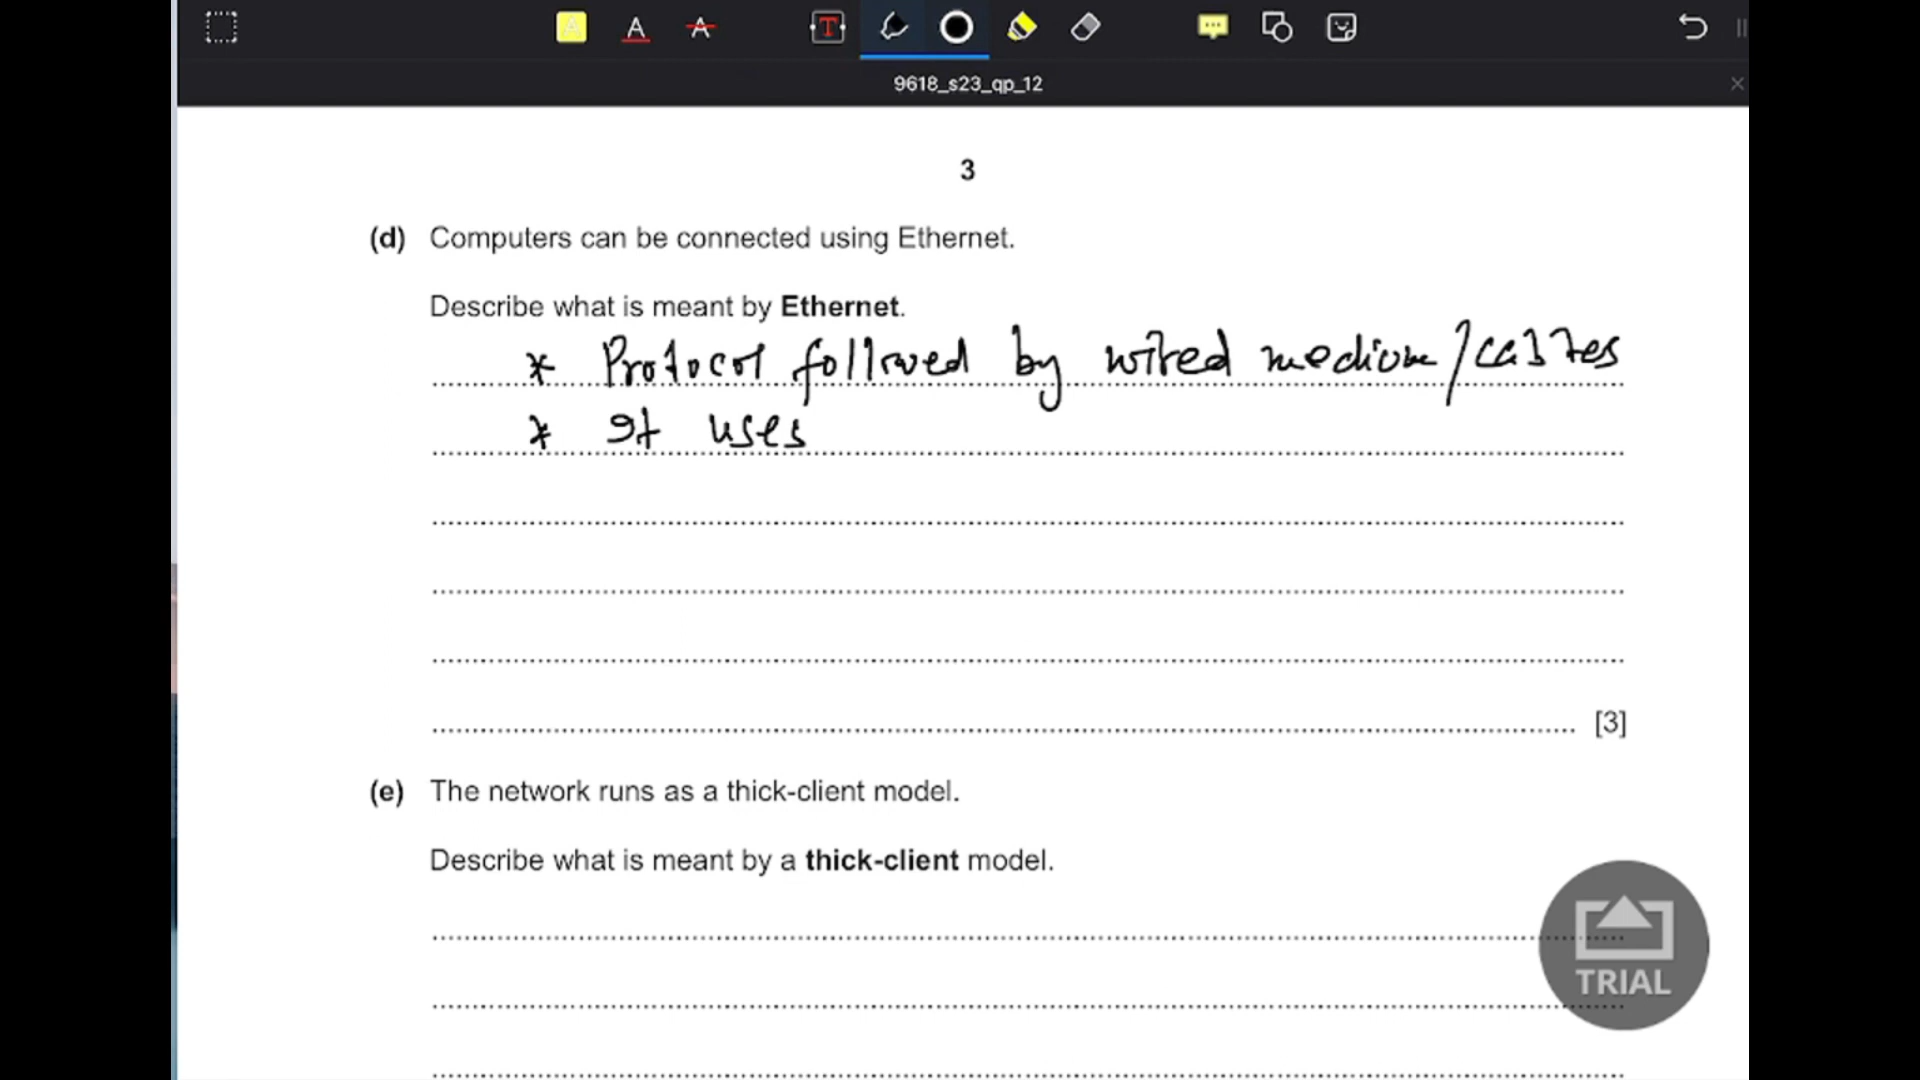 9618_s23_qp_12
3
(d) Computers can be connected using Ethernet.
Describe what is meant by Ethernet.
* Protocol followed by wired medium/cables
* It uses
[3]
(e) The network runs as a thick-client model.
Describe what is meant by a thick-client model.
TRIAL